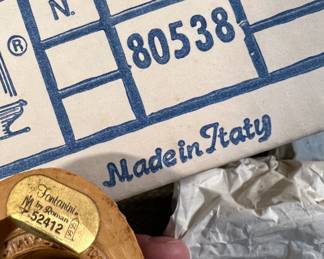 N.
®
80538
Made in Italy
Fontanini
by Roman
52412